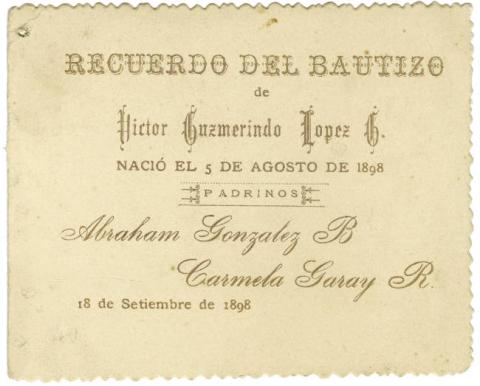 RECUERDO DEL BAUTIZO
de
Victor Guzmerindo Lopez G.
NACIÓ EL 5 DE AGOSTO DE 1898
PADRINOS
Abraham Gonzalez B
Carmela Garay R.
18 de Setiembre de 1898